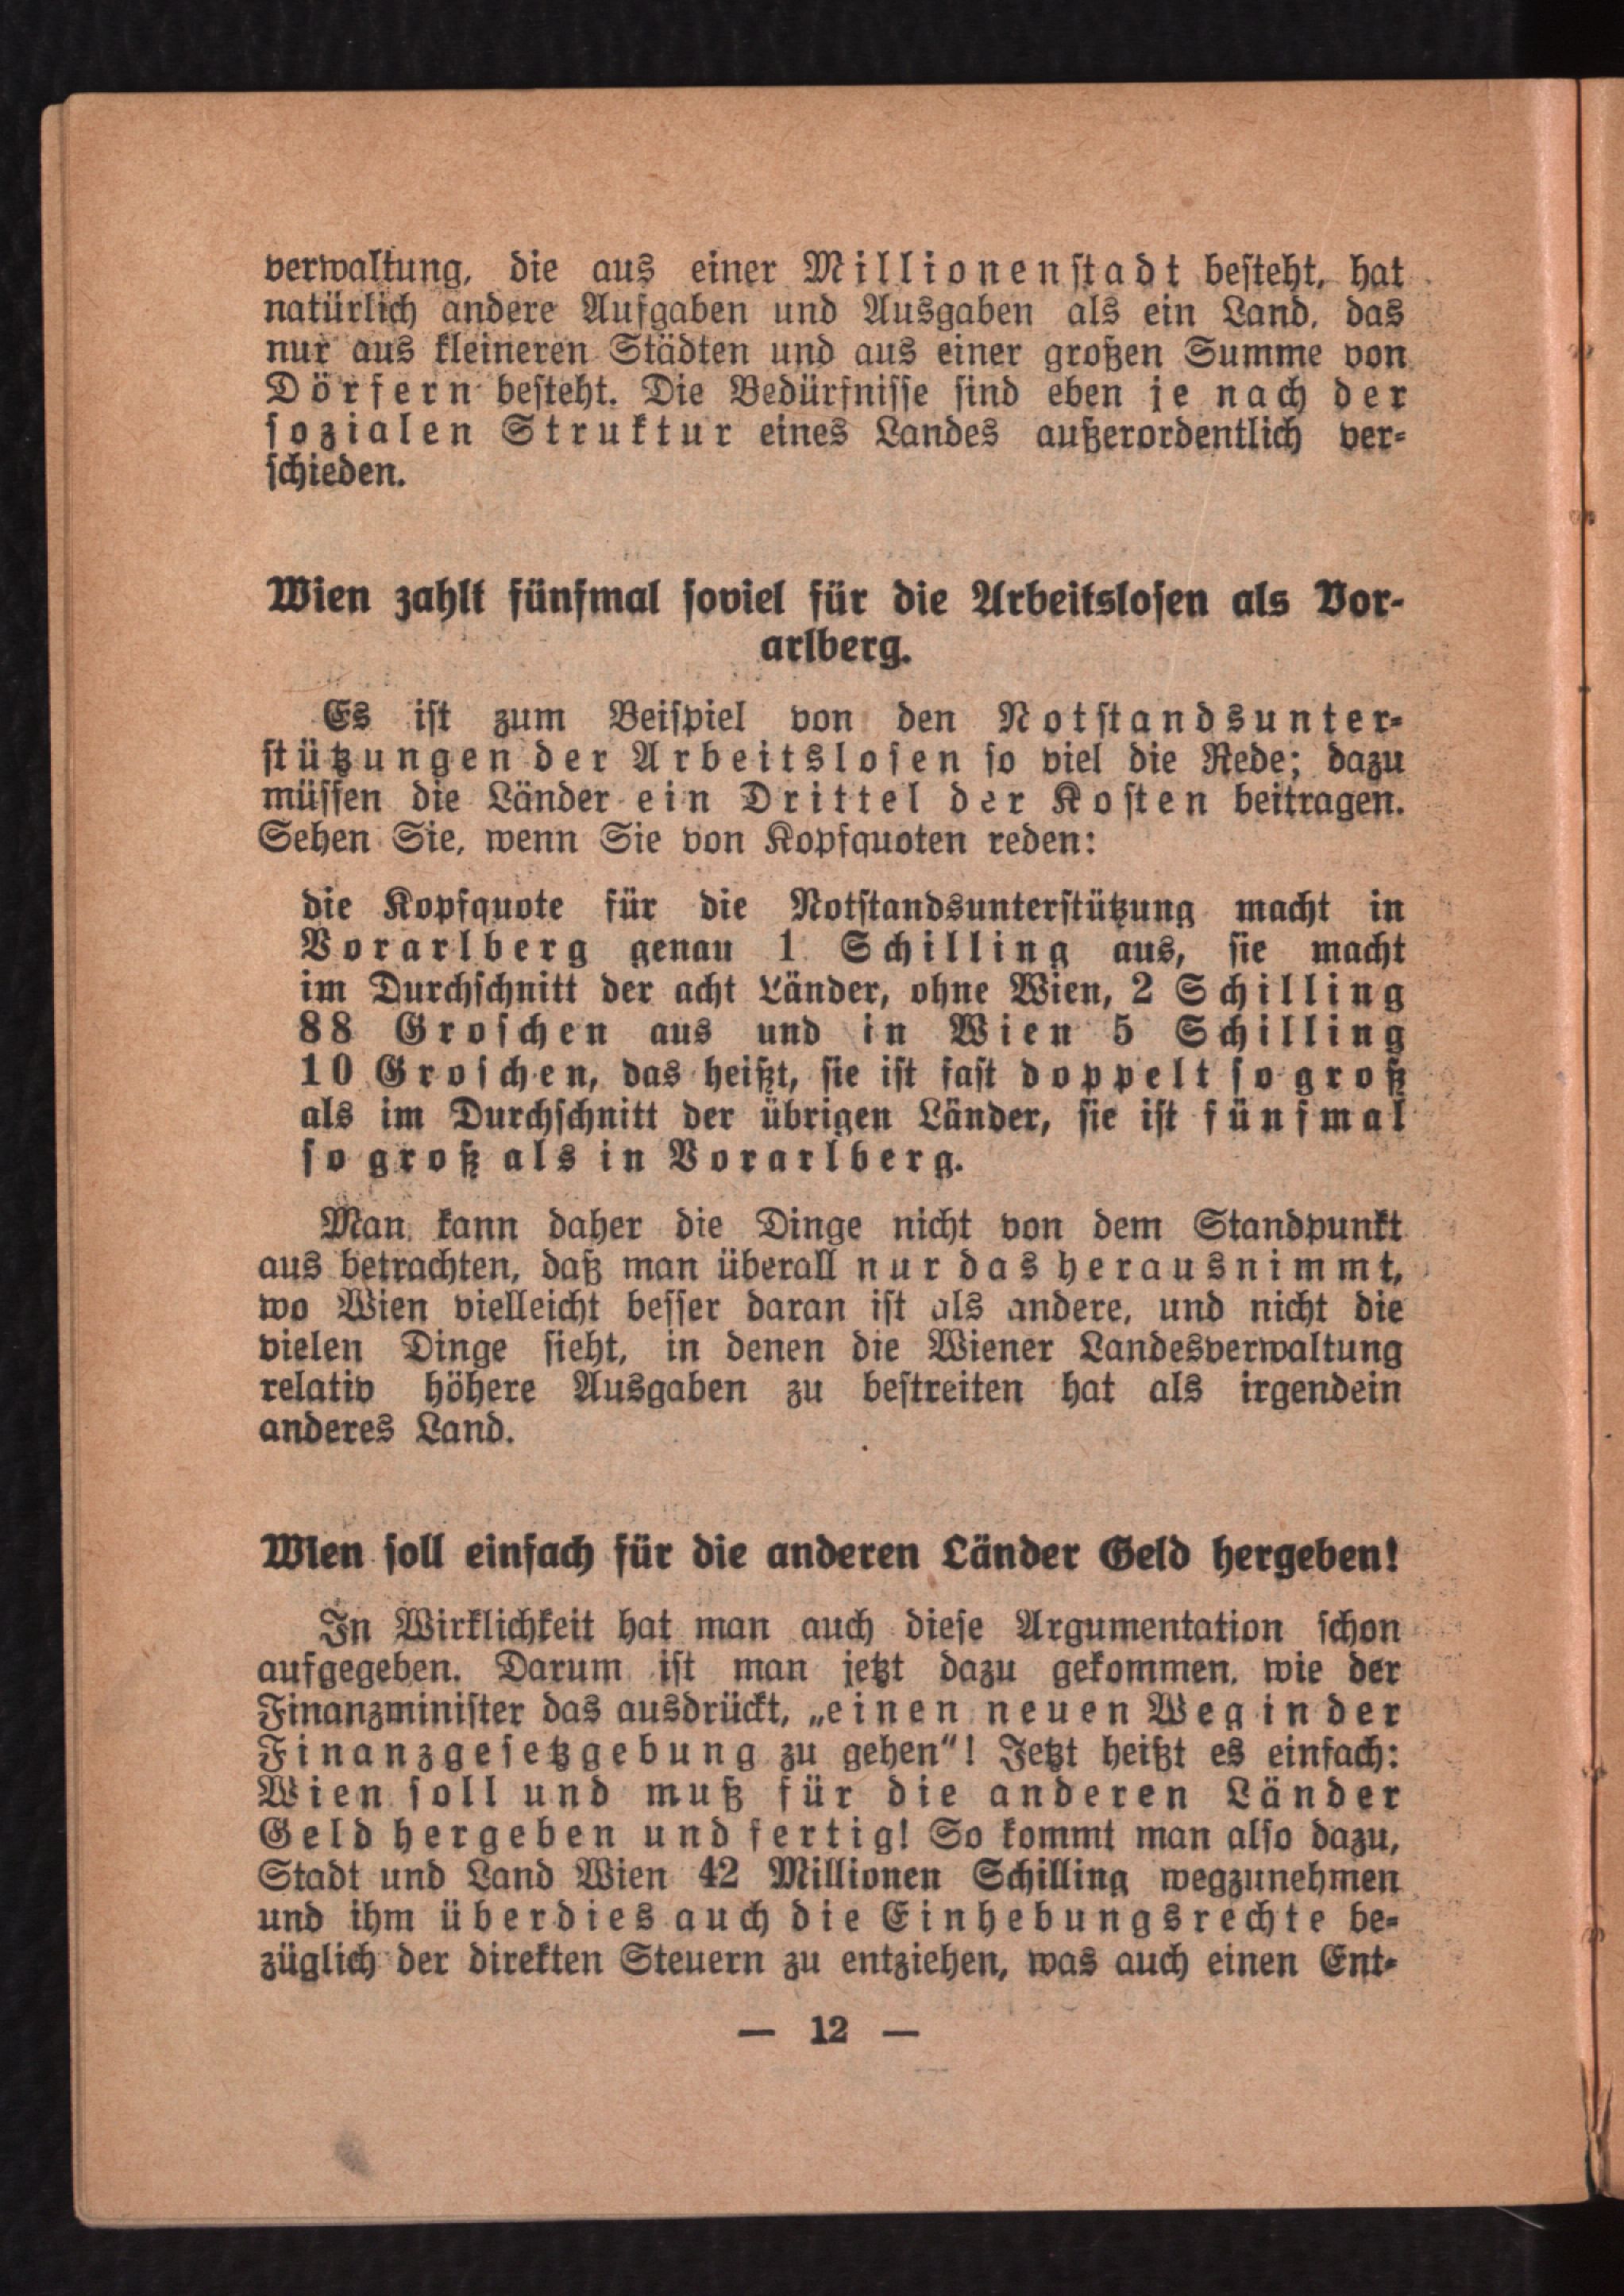 verwaltung, die aus einer Millionenstadt besteht, hat
natürlich andere Aufgaben und Ausgaben als ein Land, das
nur aus kleineren Städten und aus einer großen Summe von
Dörfern besteht. Die Bedürfnisse sind eben je nach der
sozialen Struktur eines Landes außerordentlich ver-
schieden.
Wien zahlt fünfmal soviel für die Arbeitslosen als Vor-
arlberg.
Es ist zum Beispiel von den Notstandsunter-
stützungen der Arbeitslosen so viel die Rede; dazu
müssen die Länder ein Drittel der Kosten beitragen.
Sehen Sie, wenn Sie von Kopfquoten reden:
die Kopfquote für die Notstandsunterstützung macht in
Vorarlberg genau 1 Schilling aus, sie macht
im Durchschnitt der acht Länder, ohne Wien, 2 Schilling
88 Groschen aus und in Wien 5 Schilling
10 Groschen, das heißt, sie ist fast doppelt so groß
als im Durchschnitt der übrigen Länder, sie ist fünfmal
so groß als in Vorarlberg.
Man kann daher die Dinge nicht von dem Standpunkt
aus betrachten, daß man überall nur das herausnimmt,
wo Wien vielleicht besser daran ist als andere, und nicht die
vielen Dinge sieht, in denen die Wiener Landesverwaltung
relativ höhere Ausgaben zu bestreiten hat als irgendein
anderes Land.
Wien soll einfach für die anderen Länder Geld hergeben!
In Wirklichkeit hat man auch diese Argumentation schon
aufgegeben. Darum ist man jetzt dazu gekommen, wie der
Finanzminister das ausdrückt, „einen neuen Weg in der
Finanzgesetzgebung zu gehen“! Jetzt heißt es einfach:
Wien soll und muß für die anderen Länder
Geld hergeben und fertig! So kommt man also dazu,
Stadt und Land Wien 42 Millionen Schilling wegzunehmen
und ihm überdies auch die Einhebungsrechte be-
züglich der direkten Steuern zu entziehen, was auch einen Ent-
— 12 —